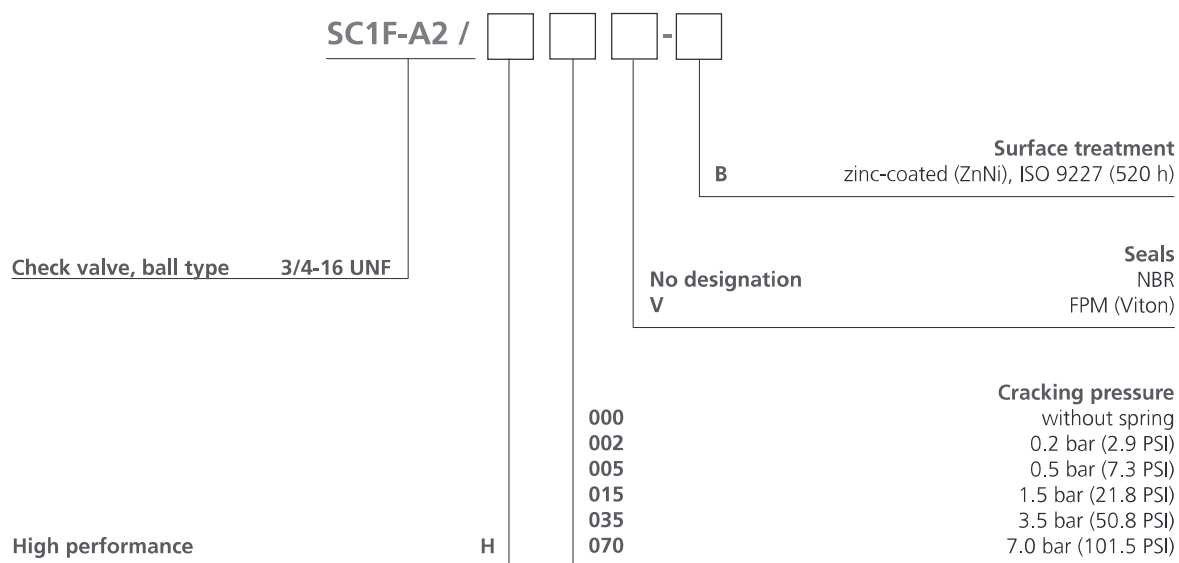 SC1F-A2 / -
Surface treatment
B zinc-coated (ZnNi), ISO 9227 (520 h)
Check valve, ball type 3/4-16 UNF
Seals
No designation NBR
V FPM (Viton)
Cracking pressure
000 without spring
002 0.2 bar (2.9 PSI)
005 0.5 bar (7.3 PSI)
015 1.5 bar (21.8 PSI)
035 3.5 bar (50.8 PSI)
High performance H 070 7.0 bar (101.5 PSI)